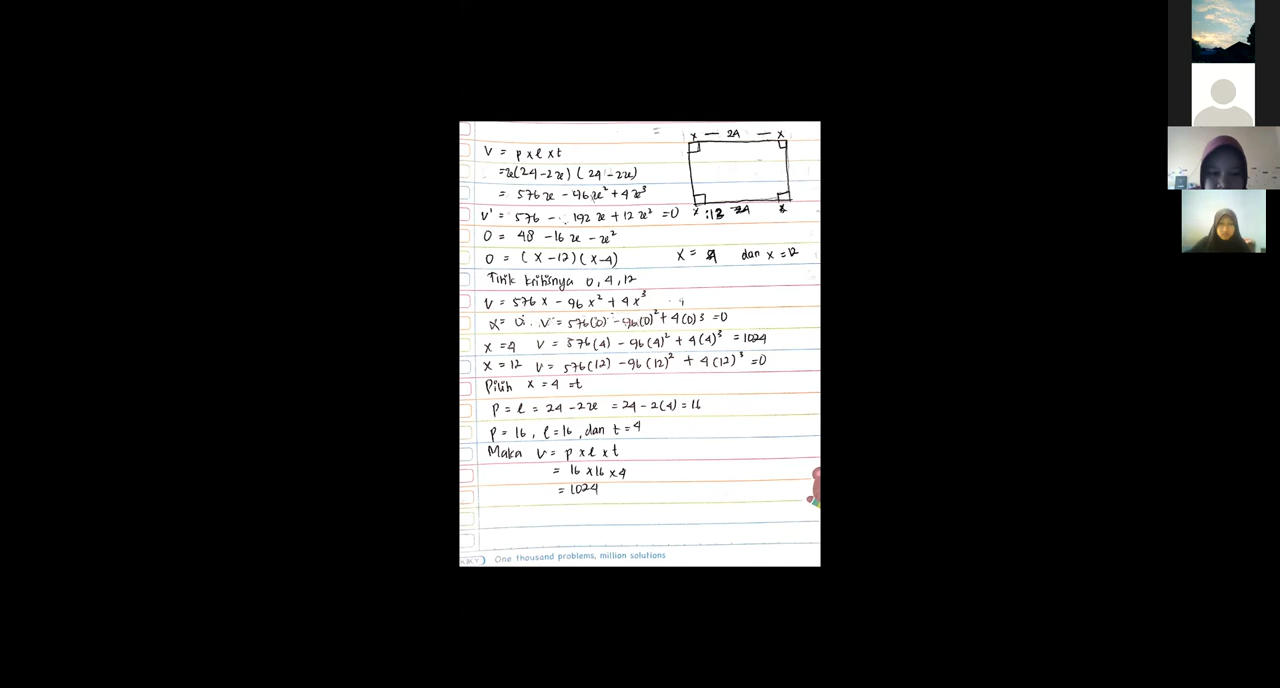 =
x — 24 — x
V = p x l x t
= x(24-2x) (24-2x)
= 576x - 96x² + 4x³
x :12 24 x
V' = 576 - 192x + 12x² = 0
0 = 48 - 16x - x²
0 = (x-12)(x-4) x = 4 dan x = 12
Titik kritisnya 0, 4, 12
V = 576x - 96x² + 4x³
x = 0 V = 576(0) - 96(0)² + 4(0)3 = 0
x = 4 V = 576(4) - 96(4)² + 4(4)³ = 1024
x = 12 V = 576(12) - 96(12)² + 4(12)³ = 0
Pilih x = 4 = t
P = l = 24 - 2x = 24 - 2(4) = 16
P = 16, l = 16, dan t = 4
Maka V = p x l x t
= 16 x 16 x 4
= 1024
One thousand problems, million solutions